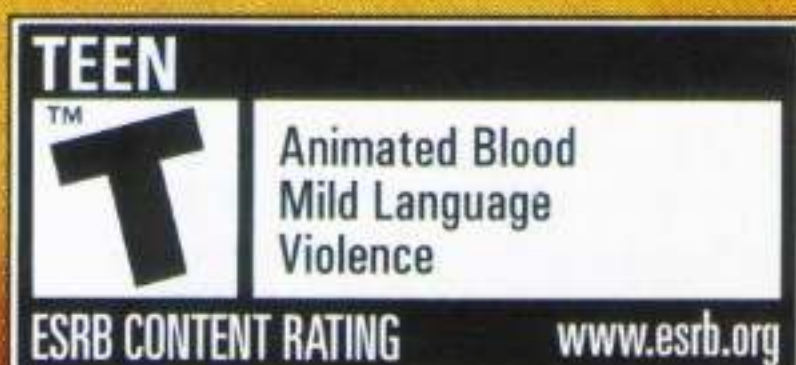 TEEN
TM
T
Animated Blood
Mild Language
Violence
ESRB CONTENT RATING www.esrb.org